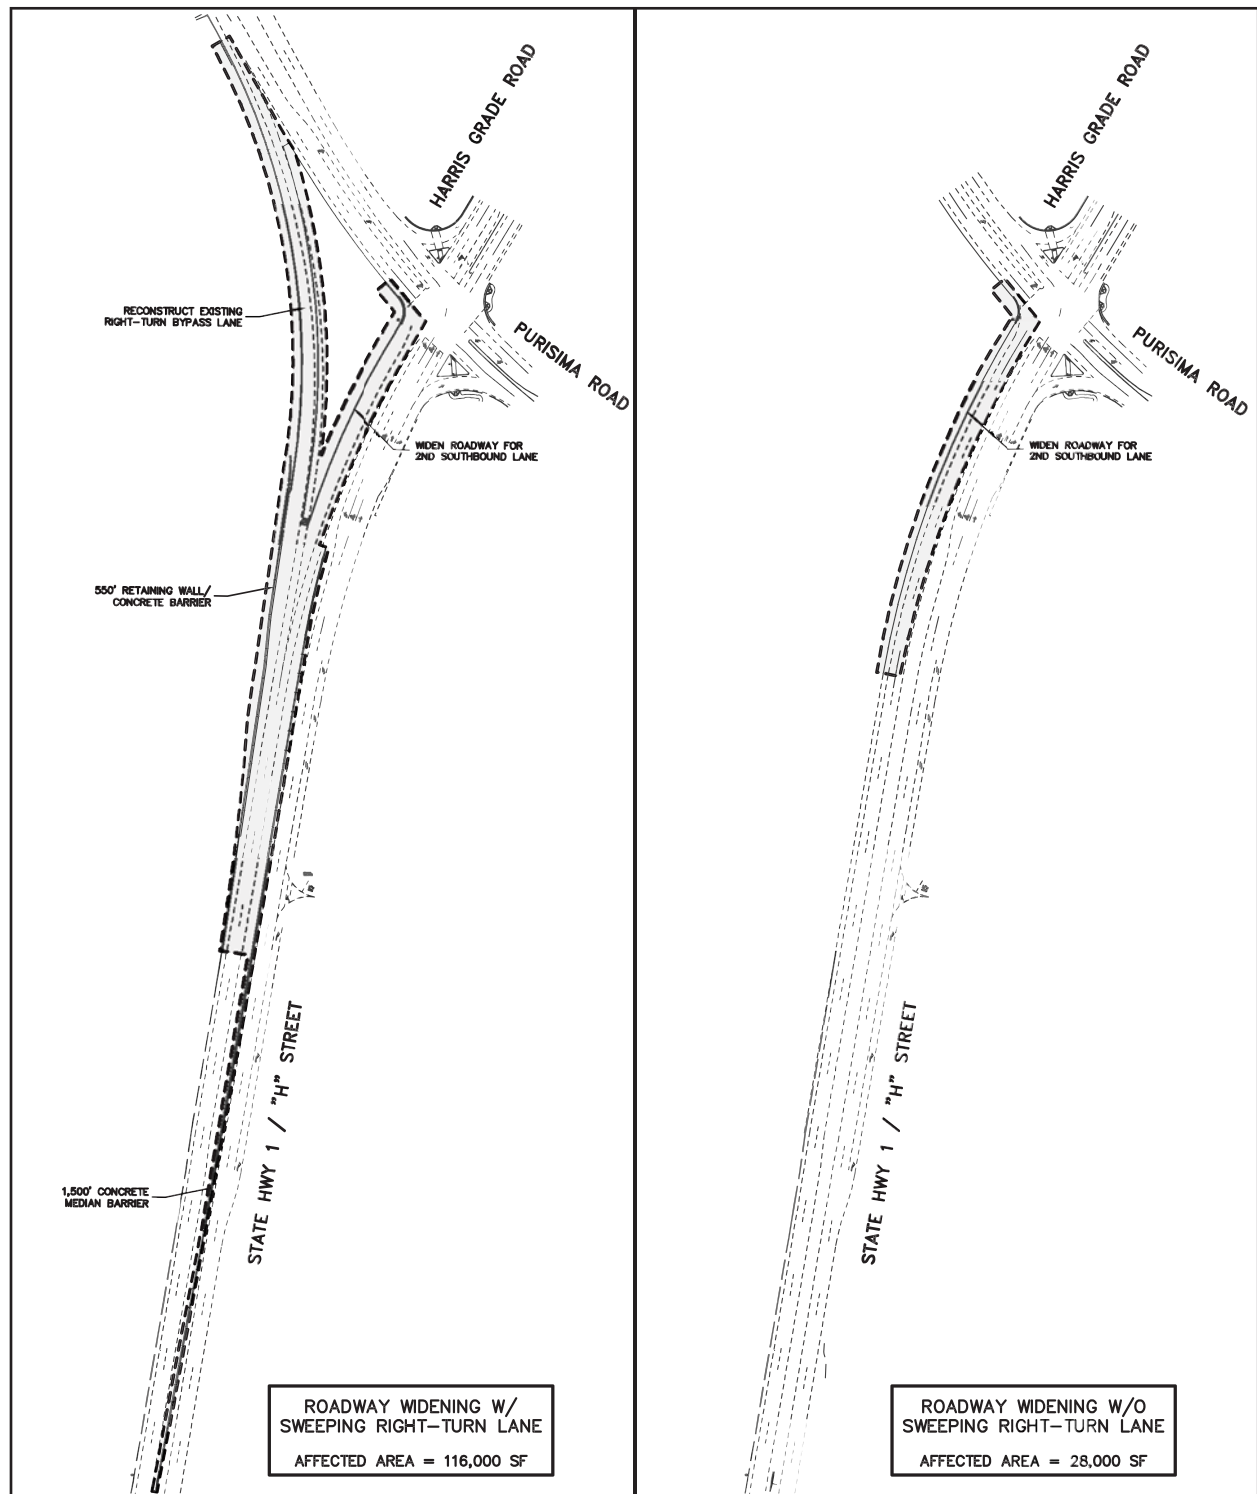 HARRIS GRADE ROAD
RECONSTRUCT EXISTING
RIGHT-TURN BYPASS LANE
PURISIMA ROAD
WIDEN ROADWAY FOR
2ND SOUTHBOUND LANE
550' RETAINING WALL/
CONCRETE BARRIER
STATE HWY 1 / "H" STREET
1,500' CONCRETE
MEDIAN BARRIER
ROADWAY WIDENING W/
SWEEPING RIGHT-TURN LANE
AFFECTED AREA = 116,000 SF
HARRIS GRADE ROAD
PURISIMA ROAD
WIDEN ROADWAY FOR
2ND SOUTHBOUND LANE
STATE HWY 1 / "H" STREET
ROADWAY WIDENING W/O
SWEEPING RIGHT-TURN LANE
AFFECTED AREA = 28,000 SF